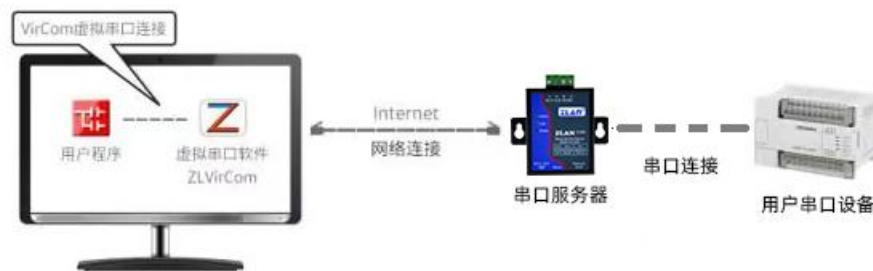 VirCom虚拟串口连接
用户程序
虚拟串口软件
ZLVirCom
Internet
网络连接
ZLAN
ZLAN
串口服务器
串口连接
用户串口设备